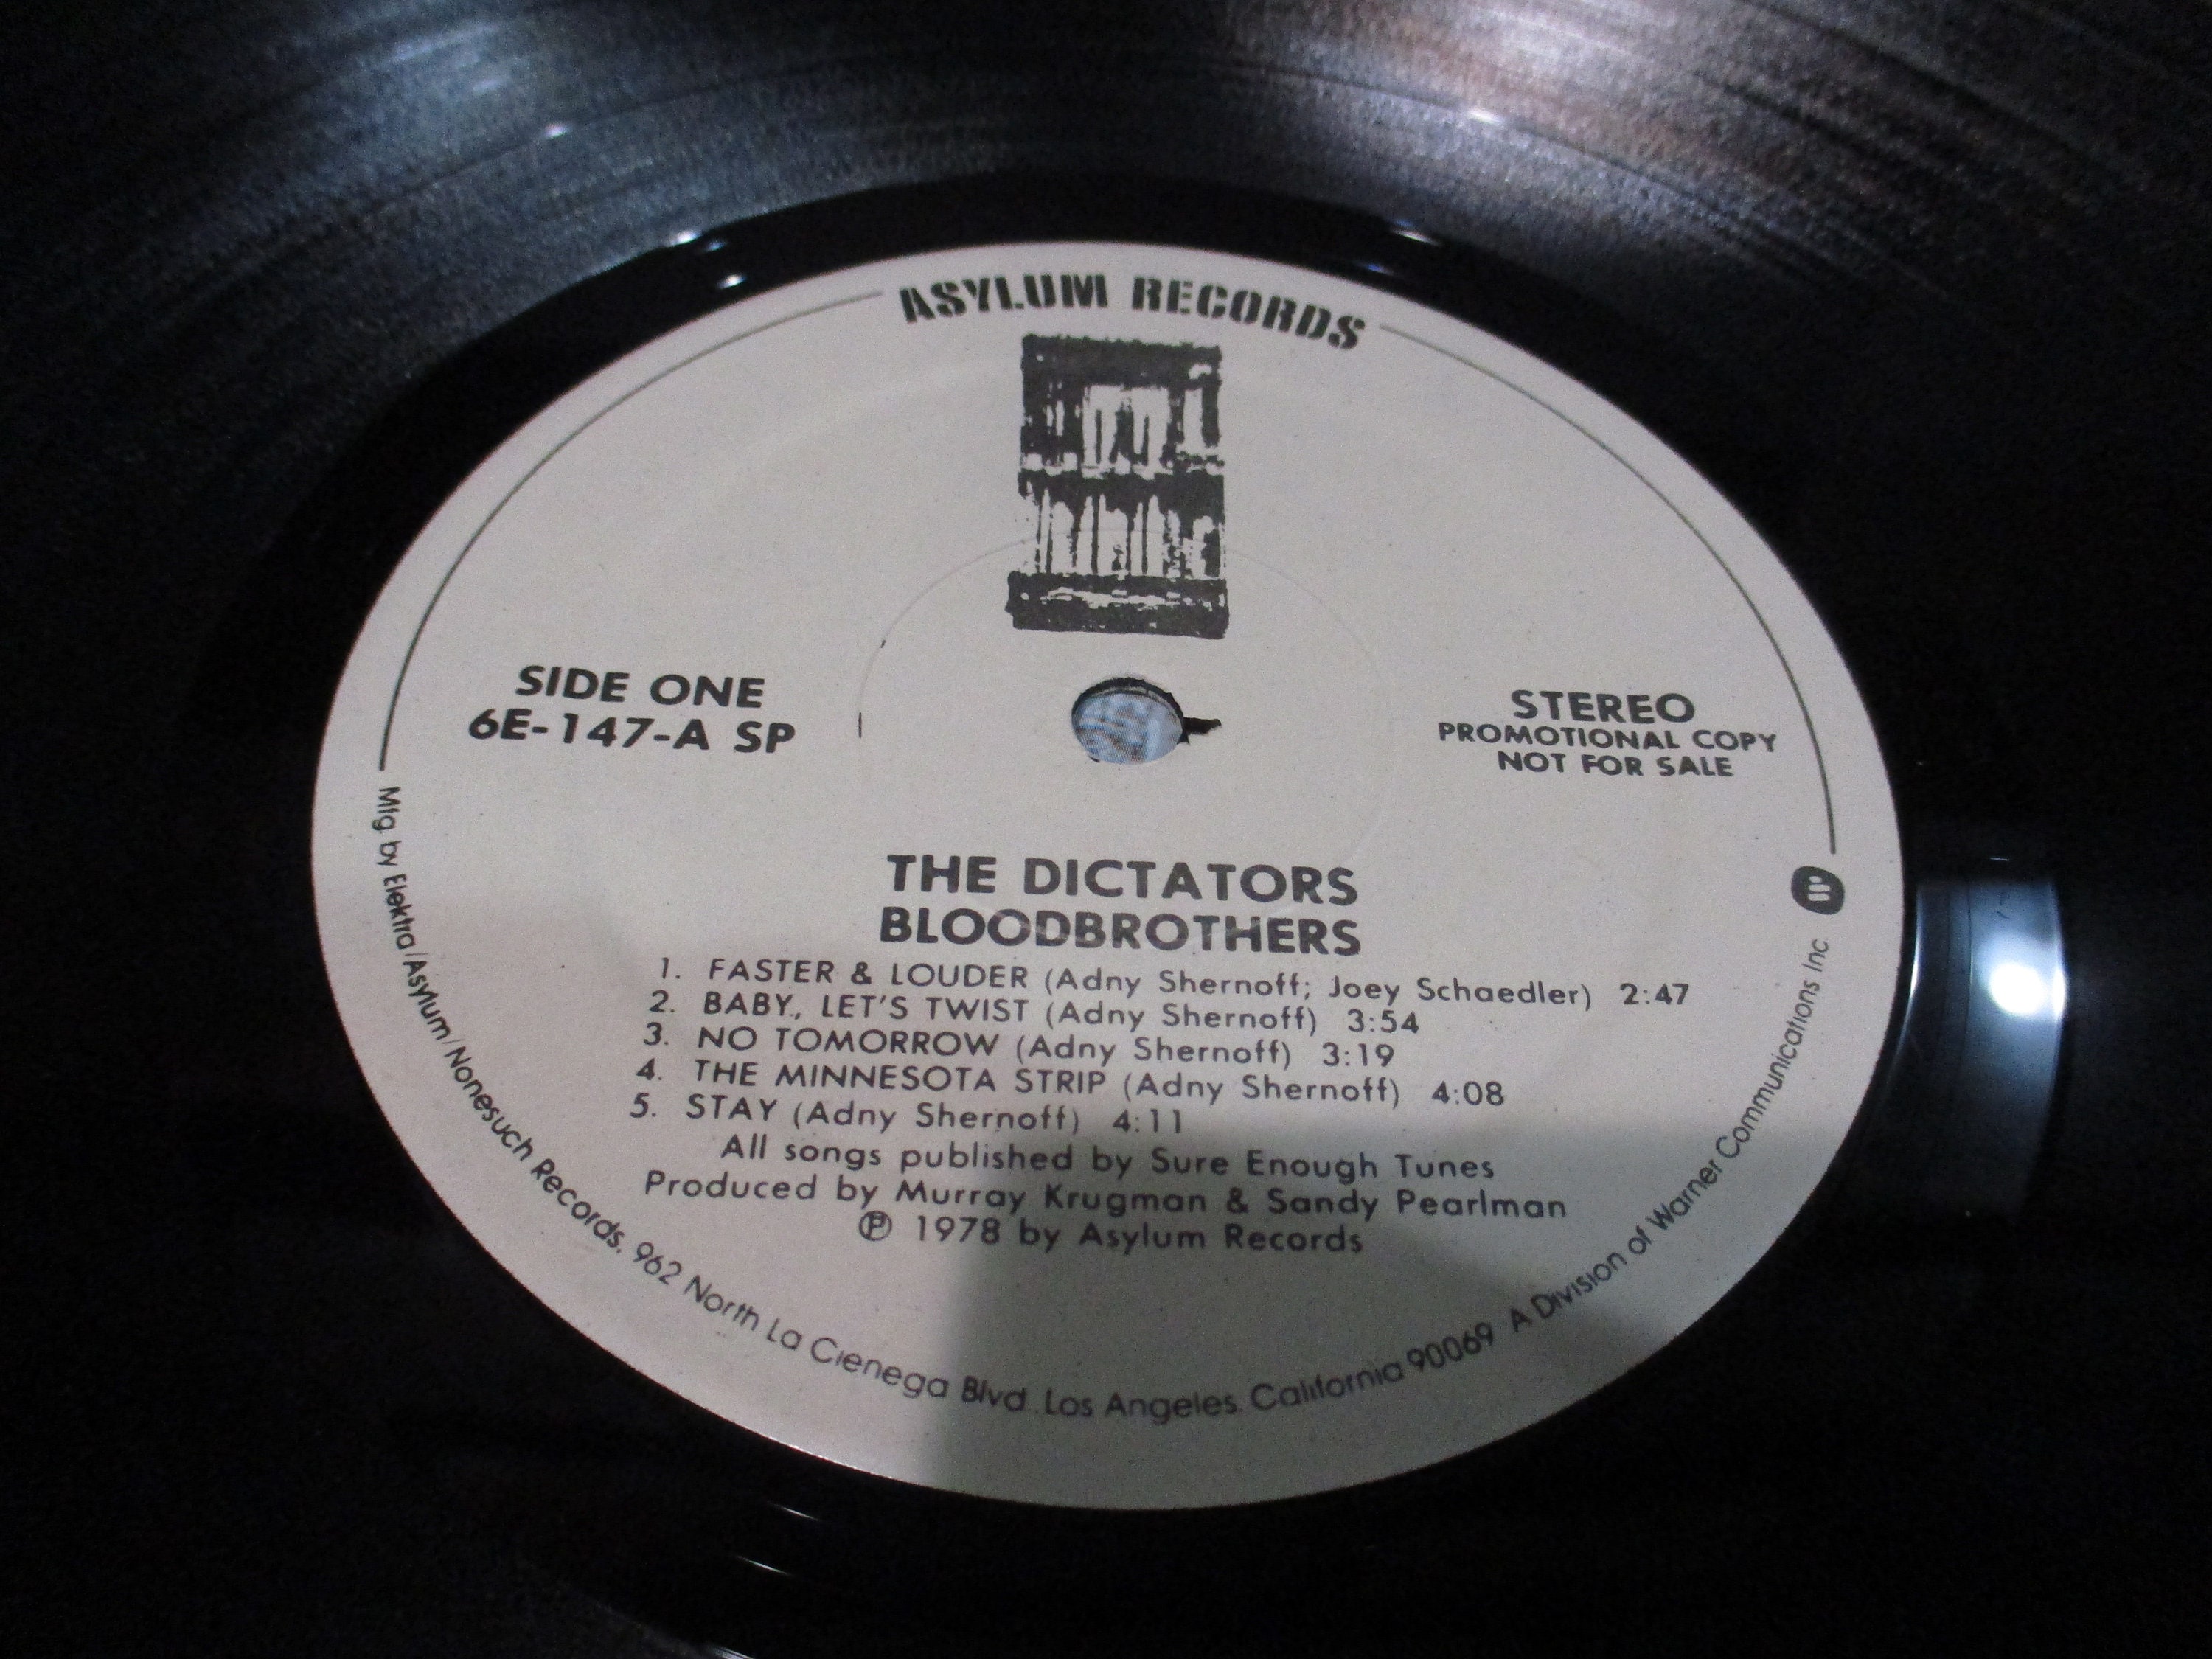 ASYLUM RECORDS
SIDE ONE
6E-147-A SP
STEREO
PROMOTIONAL COPY
NOT FOR SALE
THE DICTATORS
BLOODBROTHERS
1. FASTER & LOUDER (Adny Shernoff; Joey Schaedler) 2:47
2. BABY, LET'S TWIST (Adny Shernoff) 3:54
3. NO TOMORROW (Adny Shernoff) 3:19
4. THE MINNESOTA STRIP (Adny Shernoff) 4:08
5. STAY (Adny Shernoff) 4:11
All songs published by Sure Enough Tunes
Produced by Murray Krugman & Sandy Pearlman
℗ 1978 by Asylum Records
Mfg. by Elektra/Asylum/Nonesuch Records, 962 North La Cienega Blvd. Los Angeles, California 90069 A Division of Warner Communications Inc